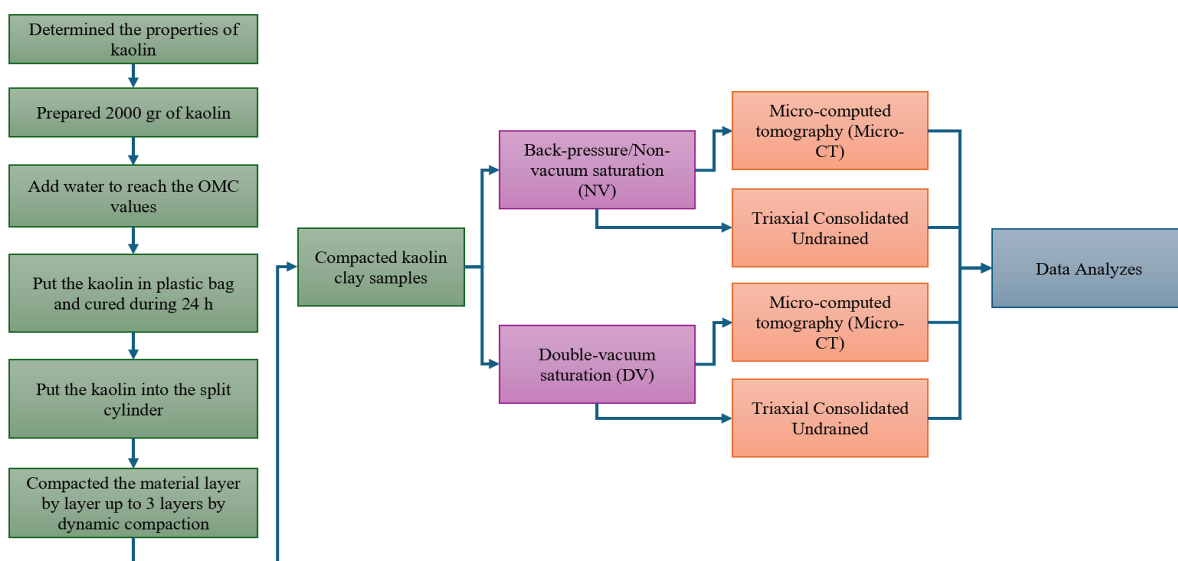 Determined the properties of
kaolin
Prepared 2000 gr of kaolin
Add water to reach the OMC
values
Put the kaolin in plastic bag
and cured during 24 h
Put the kaolin into the split
cylinder
Compacted the material layer
by layer up to 3 layers by
dynamic compaction
Compacted kaolin
clay samples
Back-pressure/Non-
vacuum saturation
(NV)
Double-vacuum
saturation (DV)
Micro-computed
tomography (Micro-
CT)
Triaxial Consolidated
Undrained
Micro-computed
tomography (Micro-
CT)
Triaxial Consolidated
Undrained
Data Analyzes